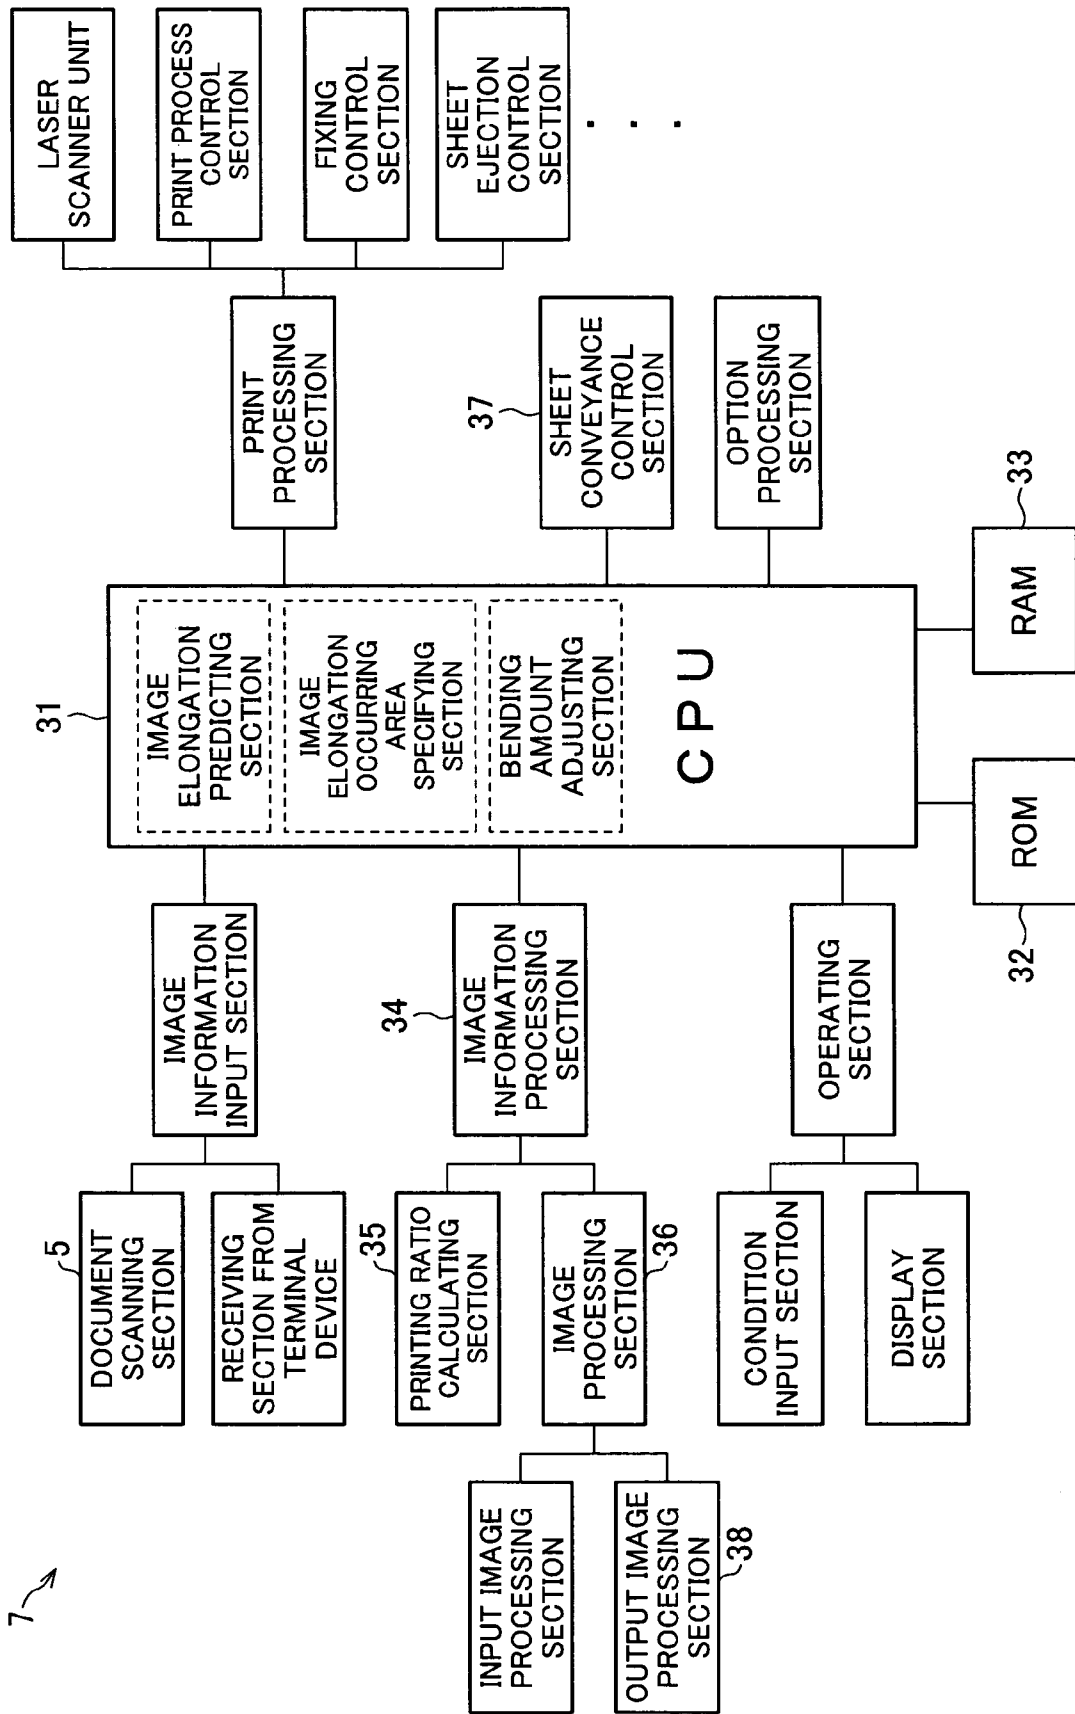 7
5
DOCUMENT
SCANNING
SECTION
RECEIVING
SECTION FROM
TERMINAL
DEVICE
IMAGE
INFORMATION
INPUT SECTION
35
PRINTING RATIO
CALCULATING
SECTION
IMAGE
PROCESSING
SECTION
36
34
IMAGE
INFORMATION
PROCESSING
SECTION
INPUT IMAGE
PROCESSING
SECTION
OUTPUT IMAGE
PROCESSING
SECTION
38
CONDITION
INPUT SECTION
DISPLAY
SECTION
OPERATING
SECTION
31
IMAGE
ELONGATION
PREDICTING
SECTION
IMAGE
ELONGATION
OCCURRING
AREA
SPECIFYING
SECTION
BENDING
AMOUNT
ADJUSTING
SECTION
CPU
ROM
32
RAM
33
PRINT
PROCESSING
SECTION
37
SHEET
CONVEYANCE
CONTROL
SECTION
OPTION
PROCESSING
SECTION
LASER
SCANNER UNIT
PRINT PROCESS
CONTROL
SECTION
FIXING
CONTROL
SECTION
SHEET
EJECTION
CONTROL
SECTION
. . .